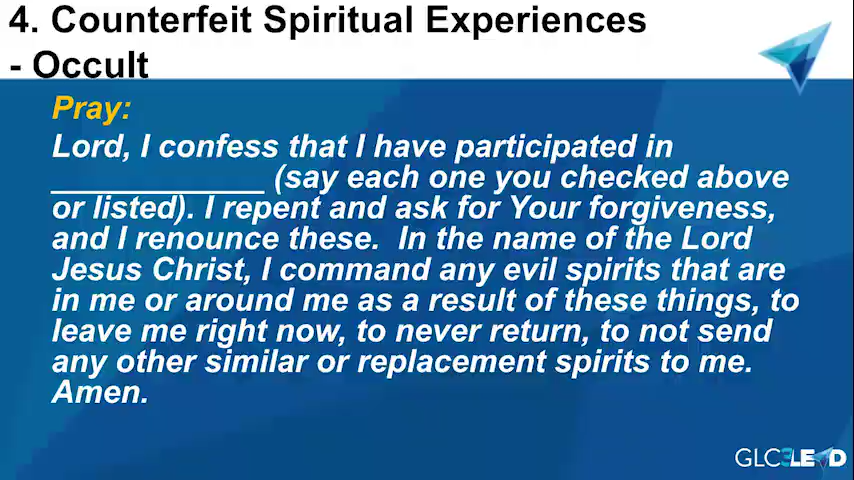 4. Counterfeit Spiritual Experiences
- Occult
Pray:
Lord, I confess that I have participated in
____________ (say each one you checked above
or listed). I repent and ask for Your forgiveness,
and I renounce these.  In the name of the Lord
Jesus Christ, I command any evil spirits that are
in me or around me as a result of these things, to
leave me right now, to never return, to not send
any other similar or replacement spirits to me.
Amen.